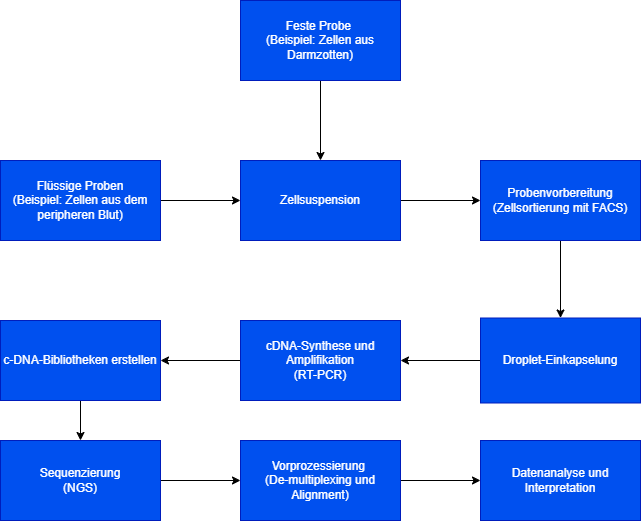 Feste Probe
(Beispiel: Zellen aus
Darmzotten)
Flüssige Proben
(Beispiel: Zellen aus dem
peripheren Blut)
Zellsuspension
Probenvorbereitung
(Zellsortierung mit FACS)
c-DNA-Bibliotheken erstellen
cDNA-Synthese und
Amplifikation
(RT-PCR)
Droplet-Einkapselung
Sequenzierung
(NGS)
Vorprozessierung
(De-multiplexing und
Alignment)
Datenanalyse und
Interpretation